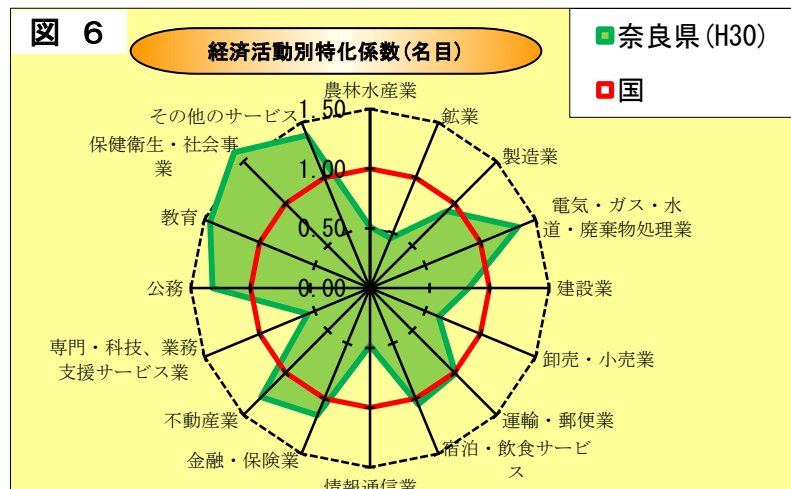 図 6
経済活動別特化係数(名目)
奈良県(H30)
国
農林水産業
鉱業
製造業
電気・ガス・水
道・廃棄物処理業
建設業
卸売・小売業
運輸・郵便業
宿泊・飲食サービ
ス
情報通信業
金融・保険業
不動産業
専門・科技、業務
支援サービス業
公務
教育
保健衛生・社会事
業
その他のサービス
1.50
1.00
0.50
0.00